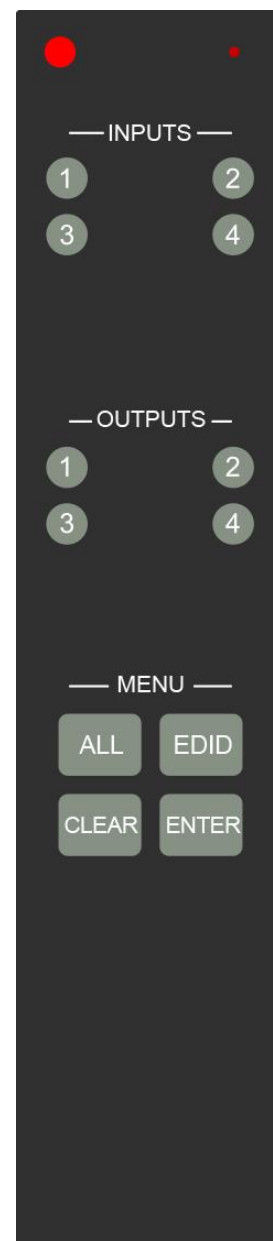 INPUTS
1 2
3 4
OUTPUTS
1 2
3 4
MENU
ALL EDID
CLEAR ENTER